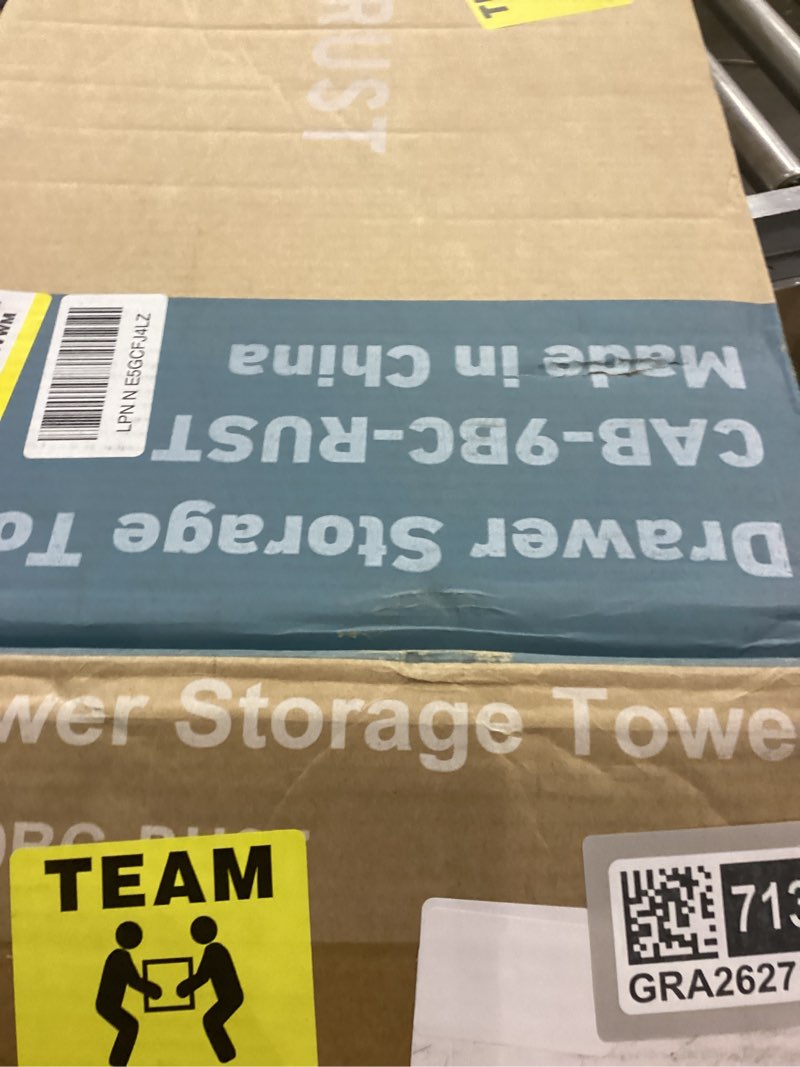 RUST
LPN N E5GCFJ4LZ
Drawer Storage To
CAB-9BC-RUST
Made in China
wer Storage Towe
TEAM
713
GRA2627